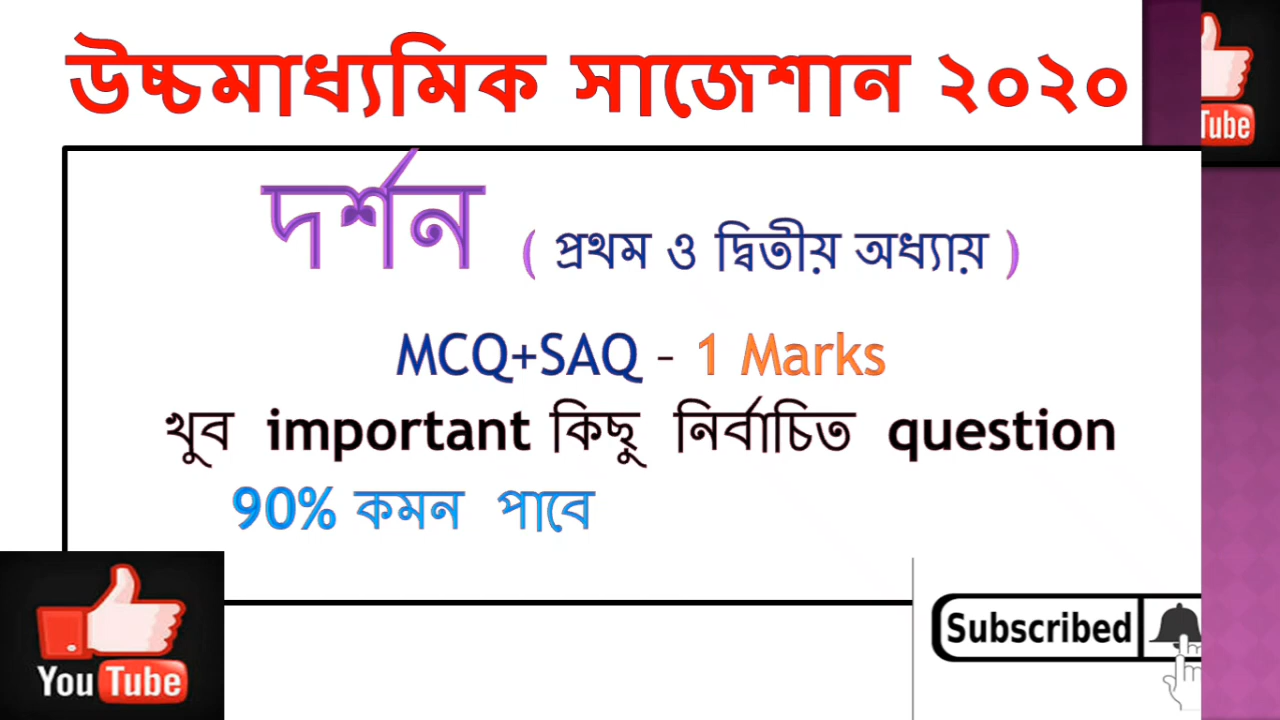 উচ্চমাধ্যমিক সাজেশান ২০২০
Tube
দর্শন ( প্রথম ও দ্বিতীয় অধ্যায় )
MCQ+SAQ – 1 Marks
খুব important কিছু নির্বাচিত question
90% কমন পাবে
Subscribed
You Tube